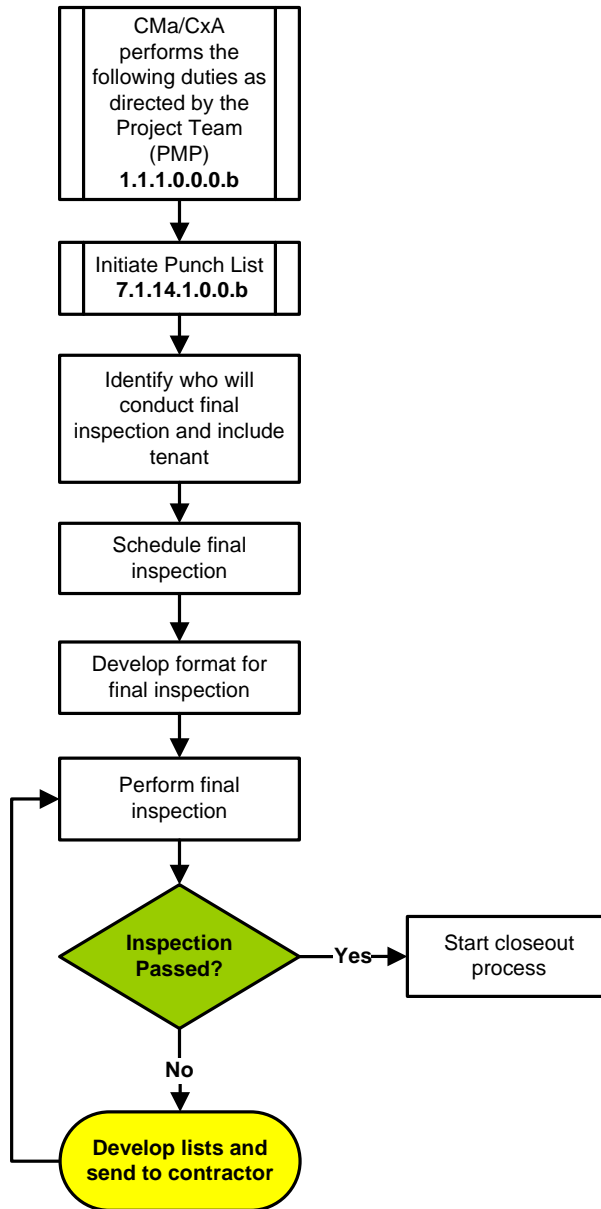 CMa/CxA
performs the
following duties as
directed by the
Project Team
(PMP)
1.1.1.0.0.0.b
Initiate Punch List
7.1.14.1.0.0.b
Identify who will
conduct final
inspection and include
tenant
Schedule final
inspection
Develop format for
final inspection
Perform final
inspection
Inspection
Passed?
Yes
Start closeout
process
No
Develop lists and
send to contractor